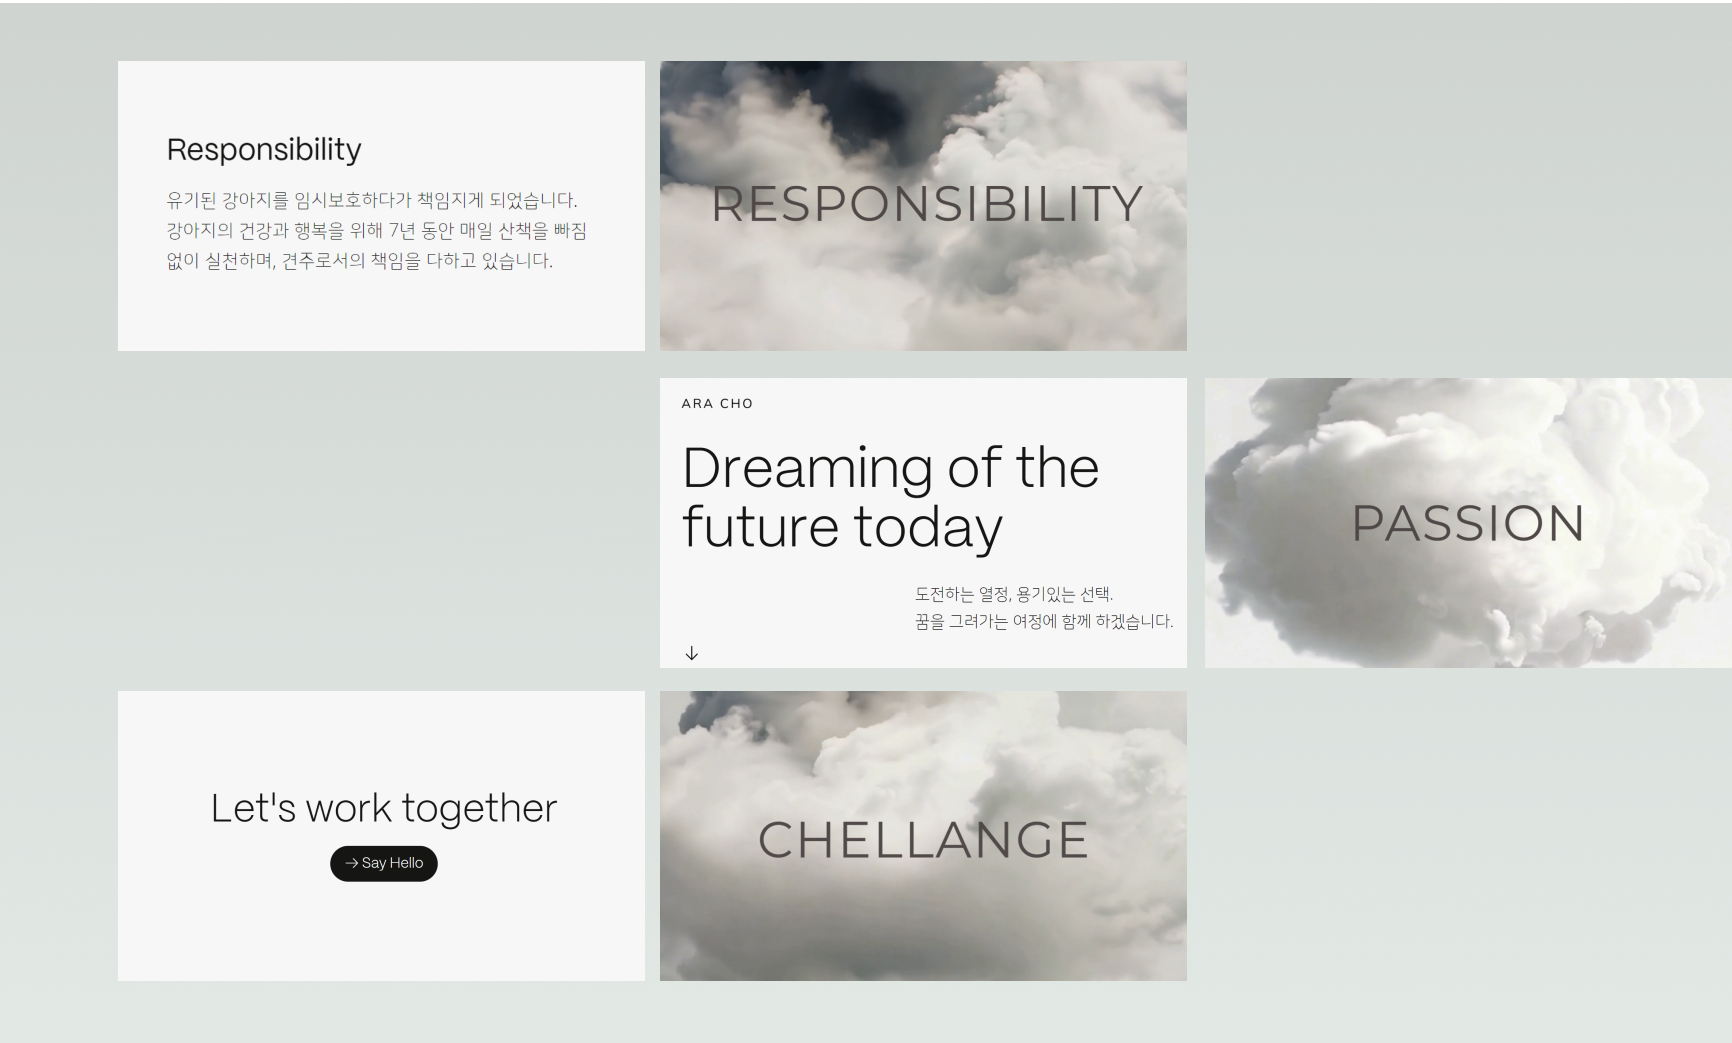 Responsibility
유기된 강아지를 임시보호하다가 책임지게 되었습니다.
강아지의 건강과 행복을 위해 7년 동안 매일 산책을 빠짐
없이 실천하며, 견주로서의 책임을 다하고 있습니다.
RESPONSIBILITY
ARA CHO
Dreaming of the
future today
도전하는 열정, 용기있는 선택.
꿈을 그려가는 여정에 함께 하겠습니다.
↓
PASSION
Let's work together
→ Say Hello
CHELLANGE